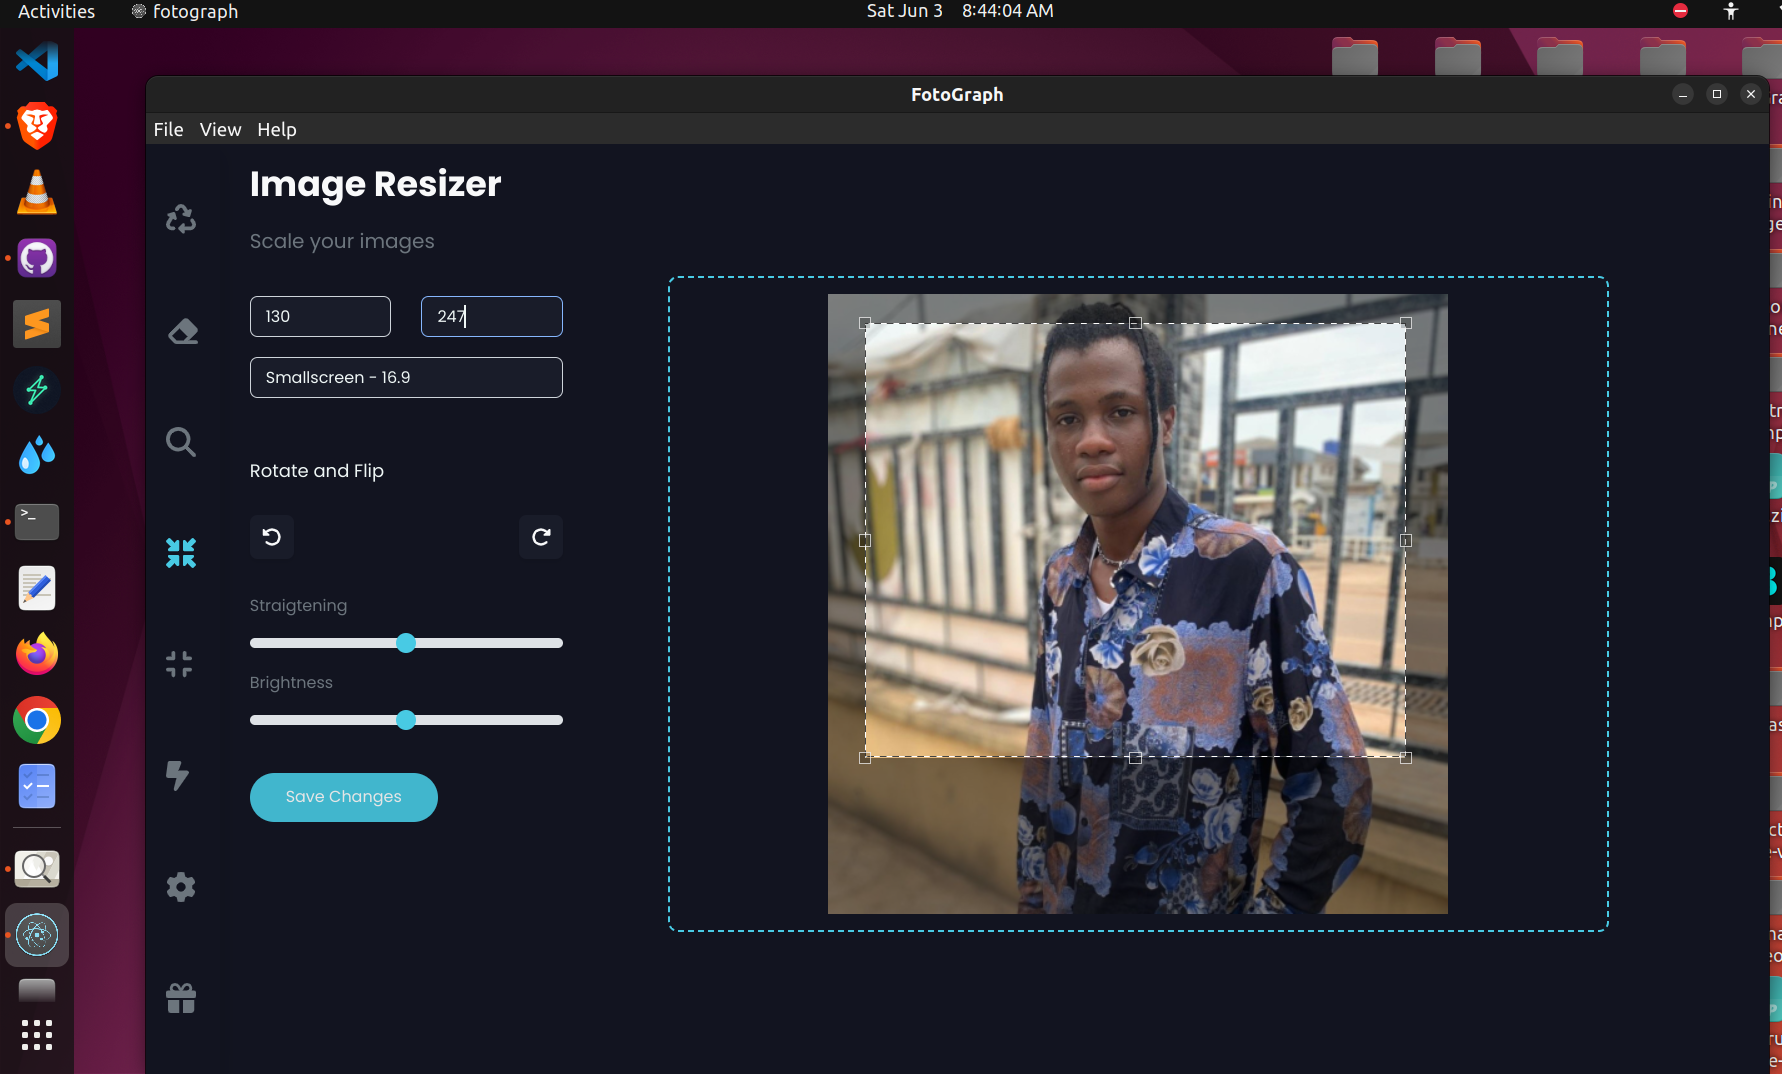 Activities
fotograph
Sat Jun 3 8:44:04 AM
FotoGraph
File View Help
Image Resizer
Scale your images
130
247
Smallscreen - 16.9
Rotate and Flip
Straigtening
Brightness
Save Changes